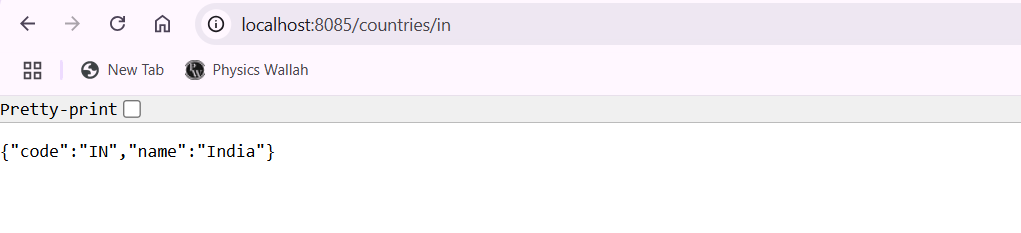 localhost:8085/countries/in
New Tab Physics Wallah
Pretty-print
{"code":"IN","name":"India"}